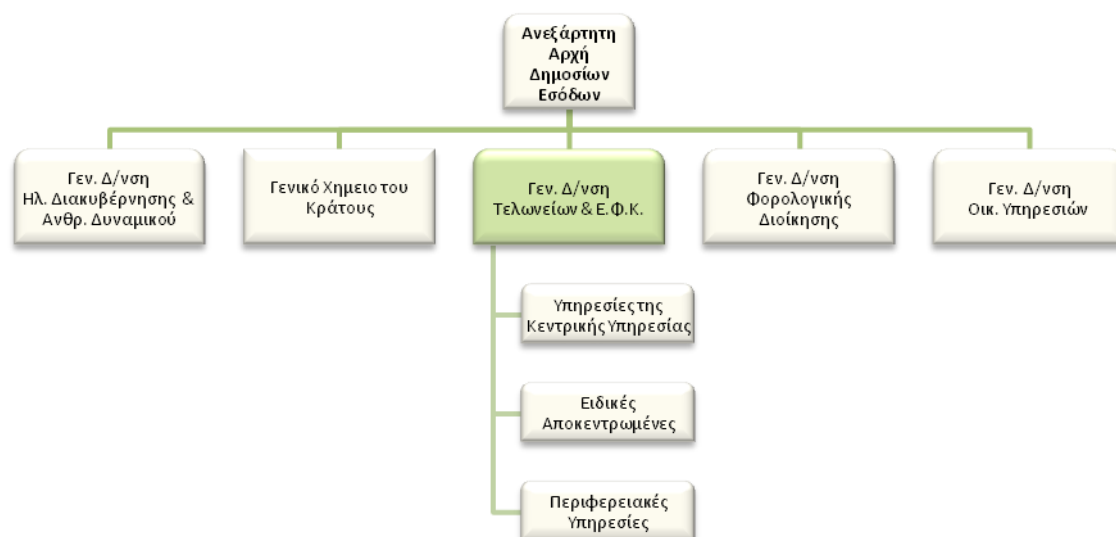 Ανεξάρτητη
Αρχή
Δημοσίων
Εσόδων
Γεν. Δ/νση
Ηλ. Διακυβέρνησης &
Ανθρ. Δυναμικού
Γενικό Χημειο του
Κράτους
Γεν. Δ/νση
Τελωνείων & Ε.Φ.Κ.
Γεν. Δ/νση
Φορολογικής
Διοίκησης
Γεν. Δ/νση
Οικ. Υπηρεσιών
Υπηρεσίες της
Κεντρικής Υπηρεσίας
Ειδικές
Αποκεντρωμένες
Περιφερειακές
Υπηρεσίες